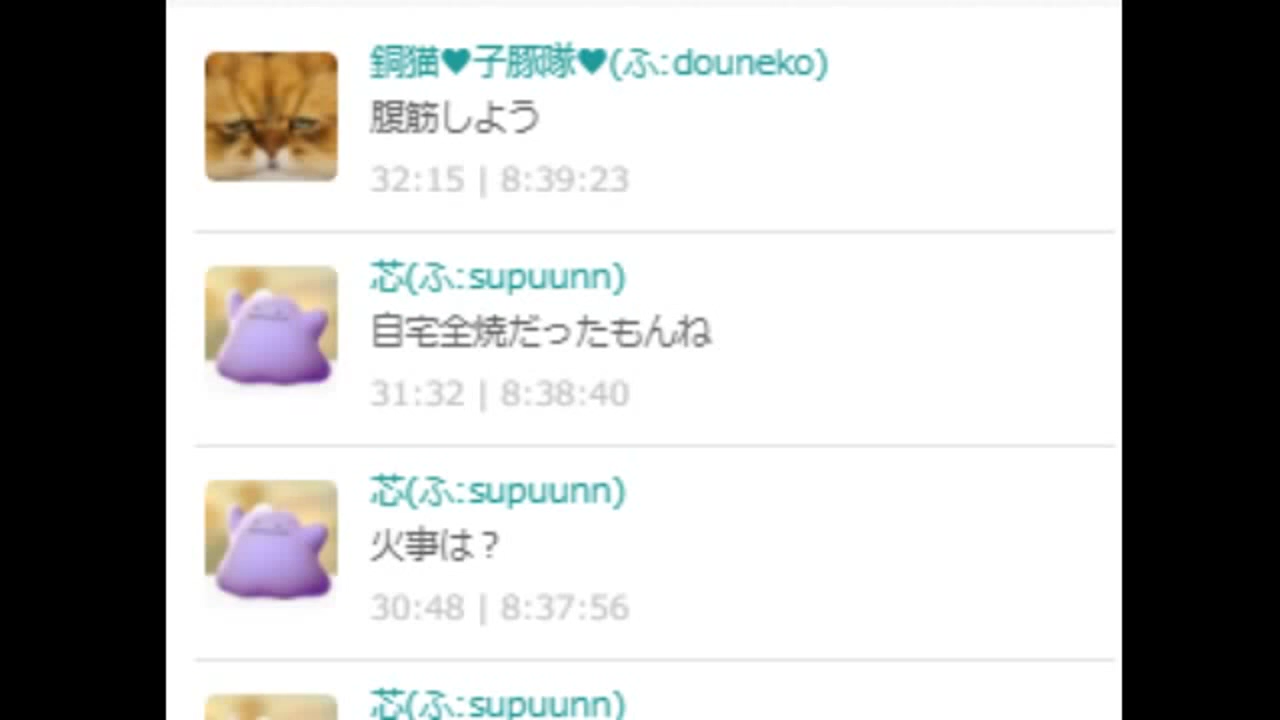 銅猫♥子豚隊♥(ふ:douneko)
腹筋しよう
32:15 | 8:39:23
芯(ふ:supuunn)
自宅全焼だったもんね
31:32 | 8:38:40
芯(ふ:supuunn)
火事は?
30:48 | 8:37:56
芯(ふ:supuunn)